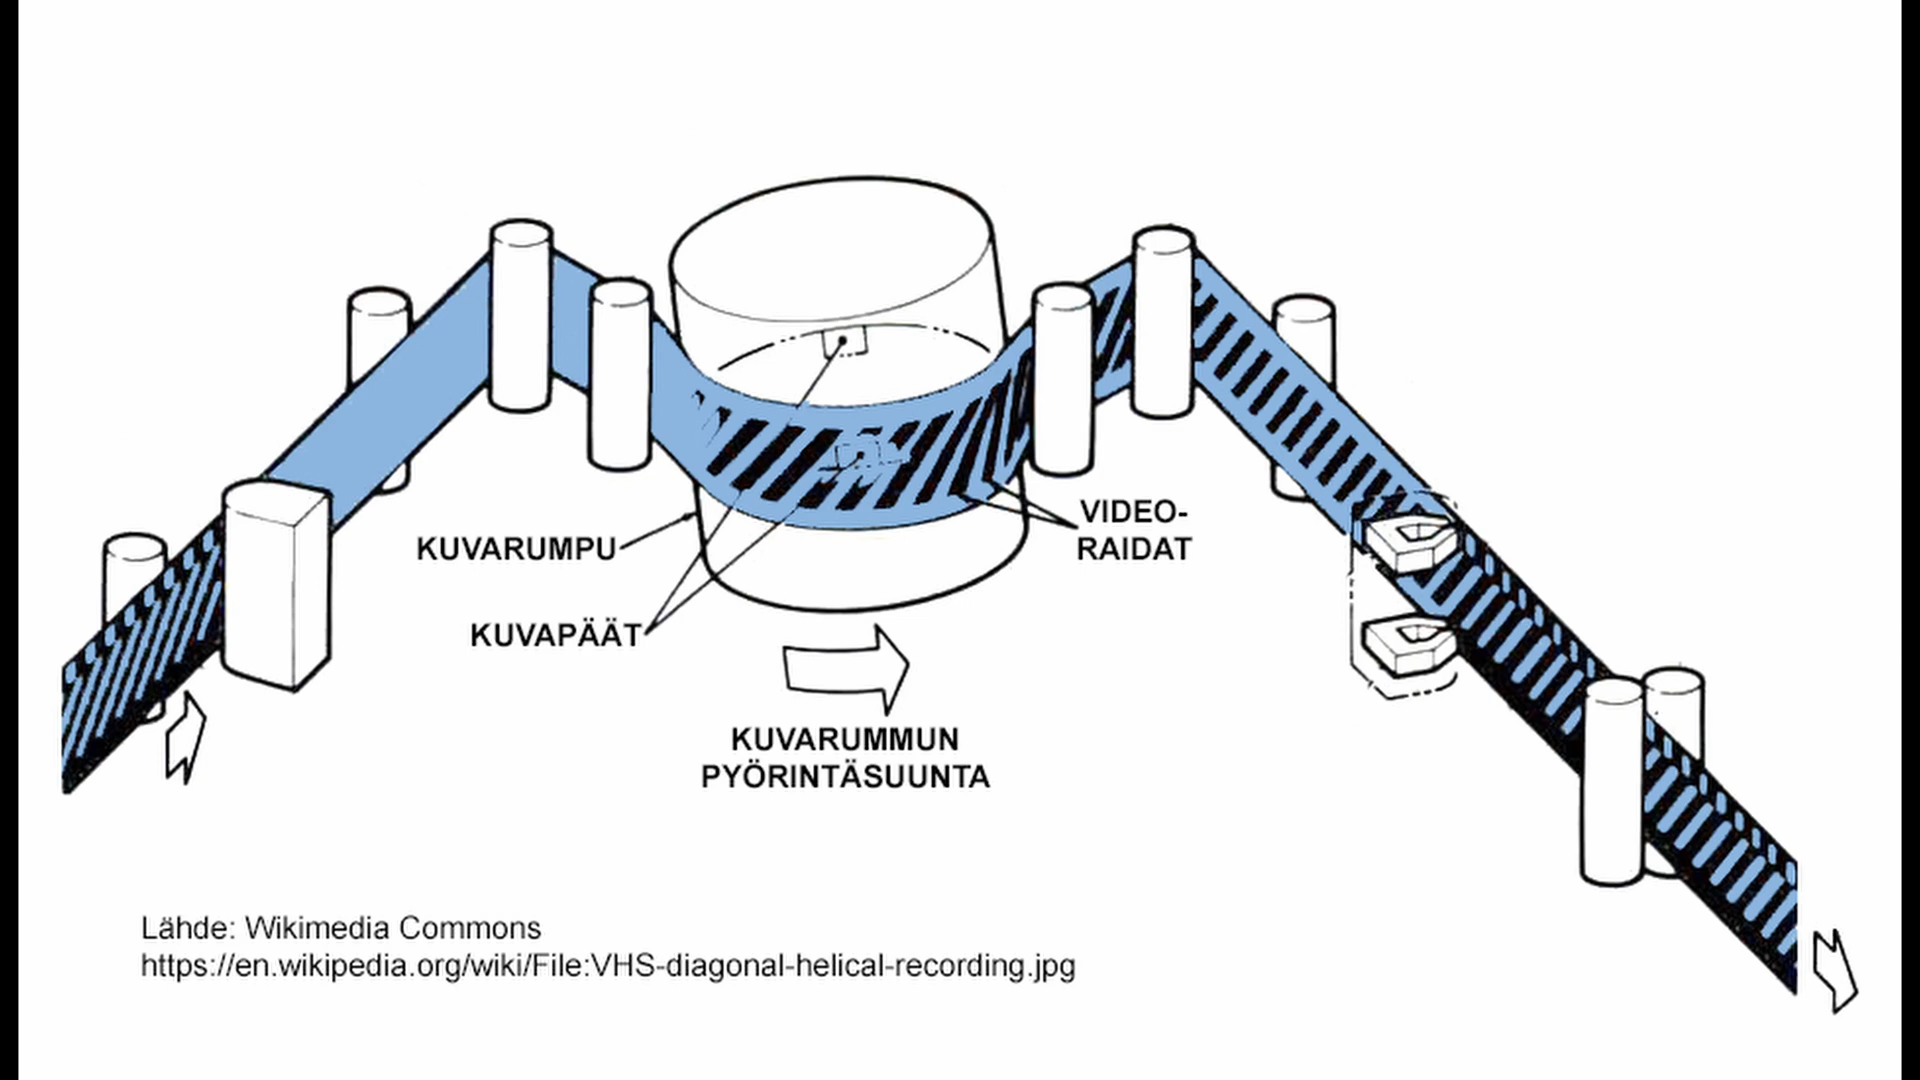 VIDEO-
RAIDAT
KUVARUMPU
KUVAPÄÄT
KUVARUMMUN
PYÖRINTÄSUUNTA
Lähde: Wikimedia Commons
https://en.wikipedia.org/wiki/File:VHS-diagonal-helical-recording.jpg